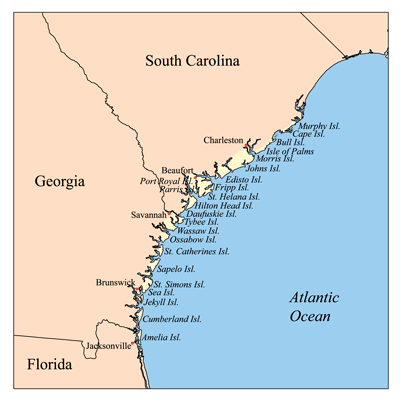 South Carolina
Murphy Isl.
Cape Isl.
Charleston
Bull Isl.
Isle of Palms
Morris Isl.
Johns Isl.
Beaufort
Edisto Isl.
Georgia
Port Royal Isl.
Fripp Isl.
Parris Isl.
St. Helana Isl.
Hilton Head Isl.
Savannah
Daufuskie Isl.
Tybee Isl.
Wassaw Isl.
Ossabow Isl.
St. Catherines Isl.
Sapelo Isl.
Brunswick
St. Simons Isl.
Sea Isl.
Jekyll Isl.
Atlantic
Ocean
Cumberland Isl.
Amelia Isl.
Jacksonville
Florida